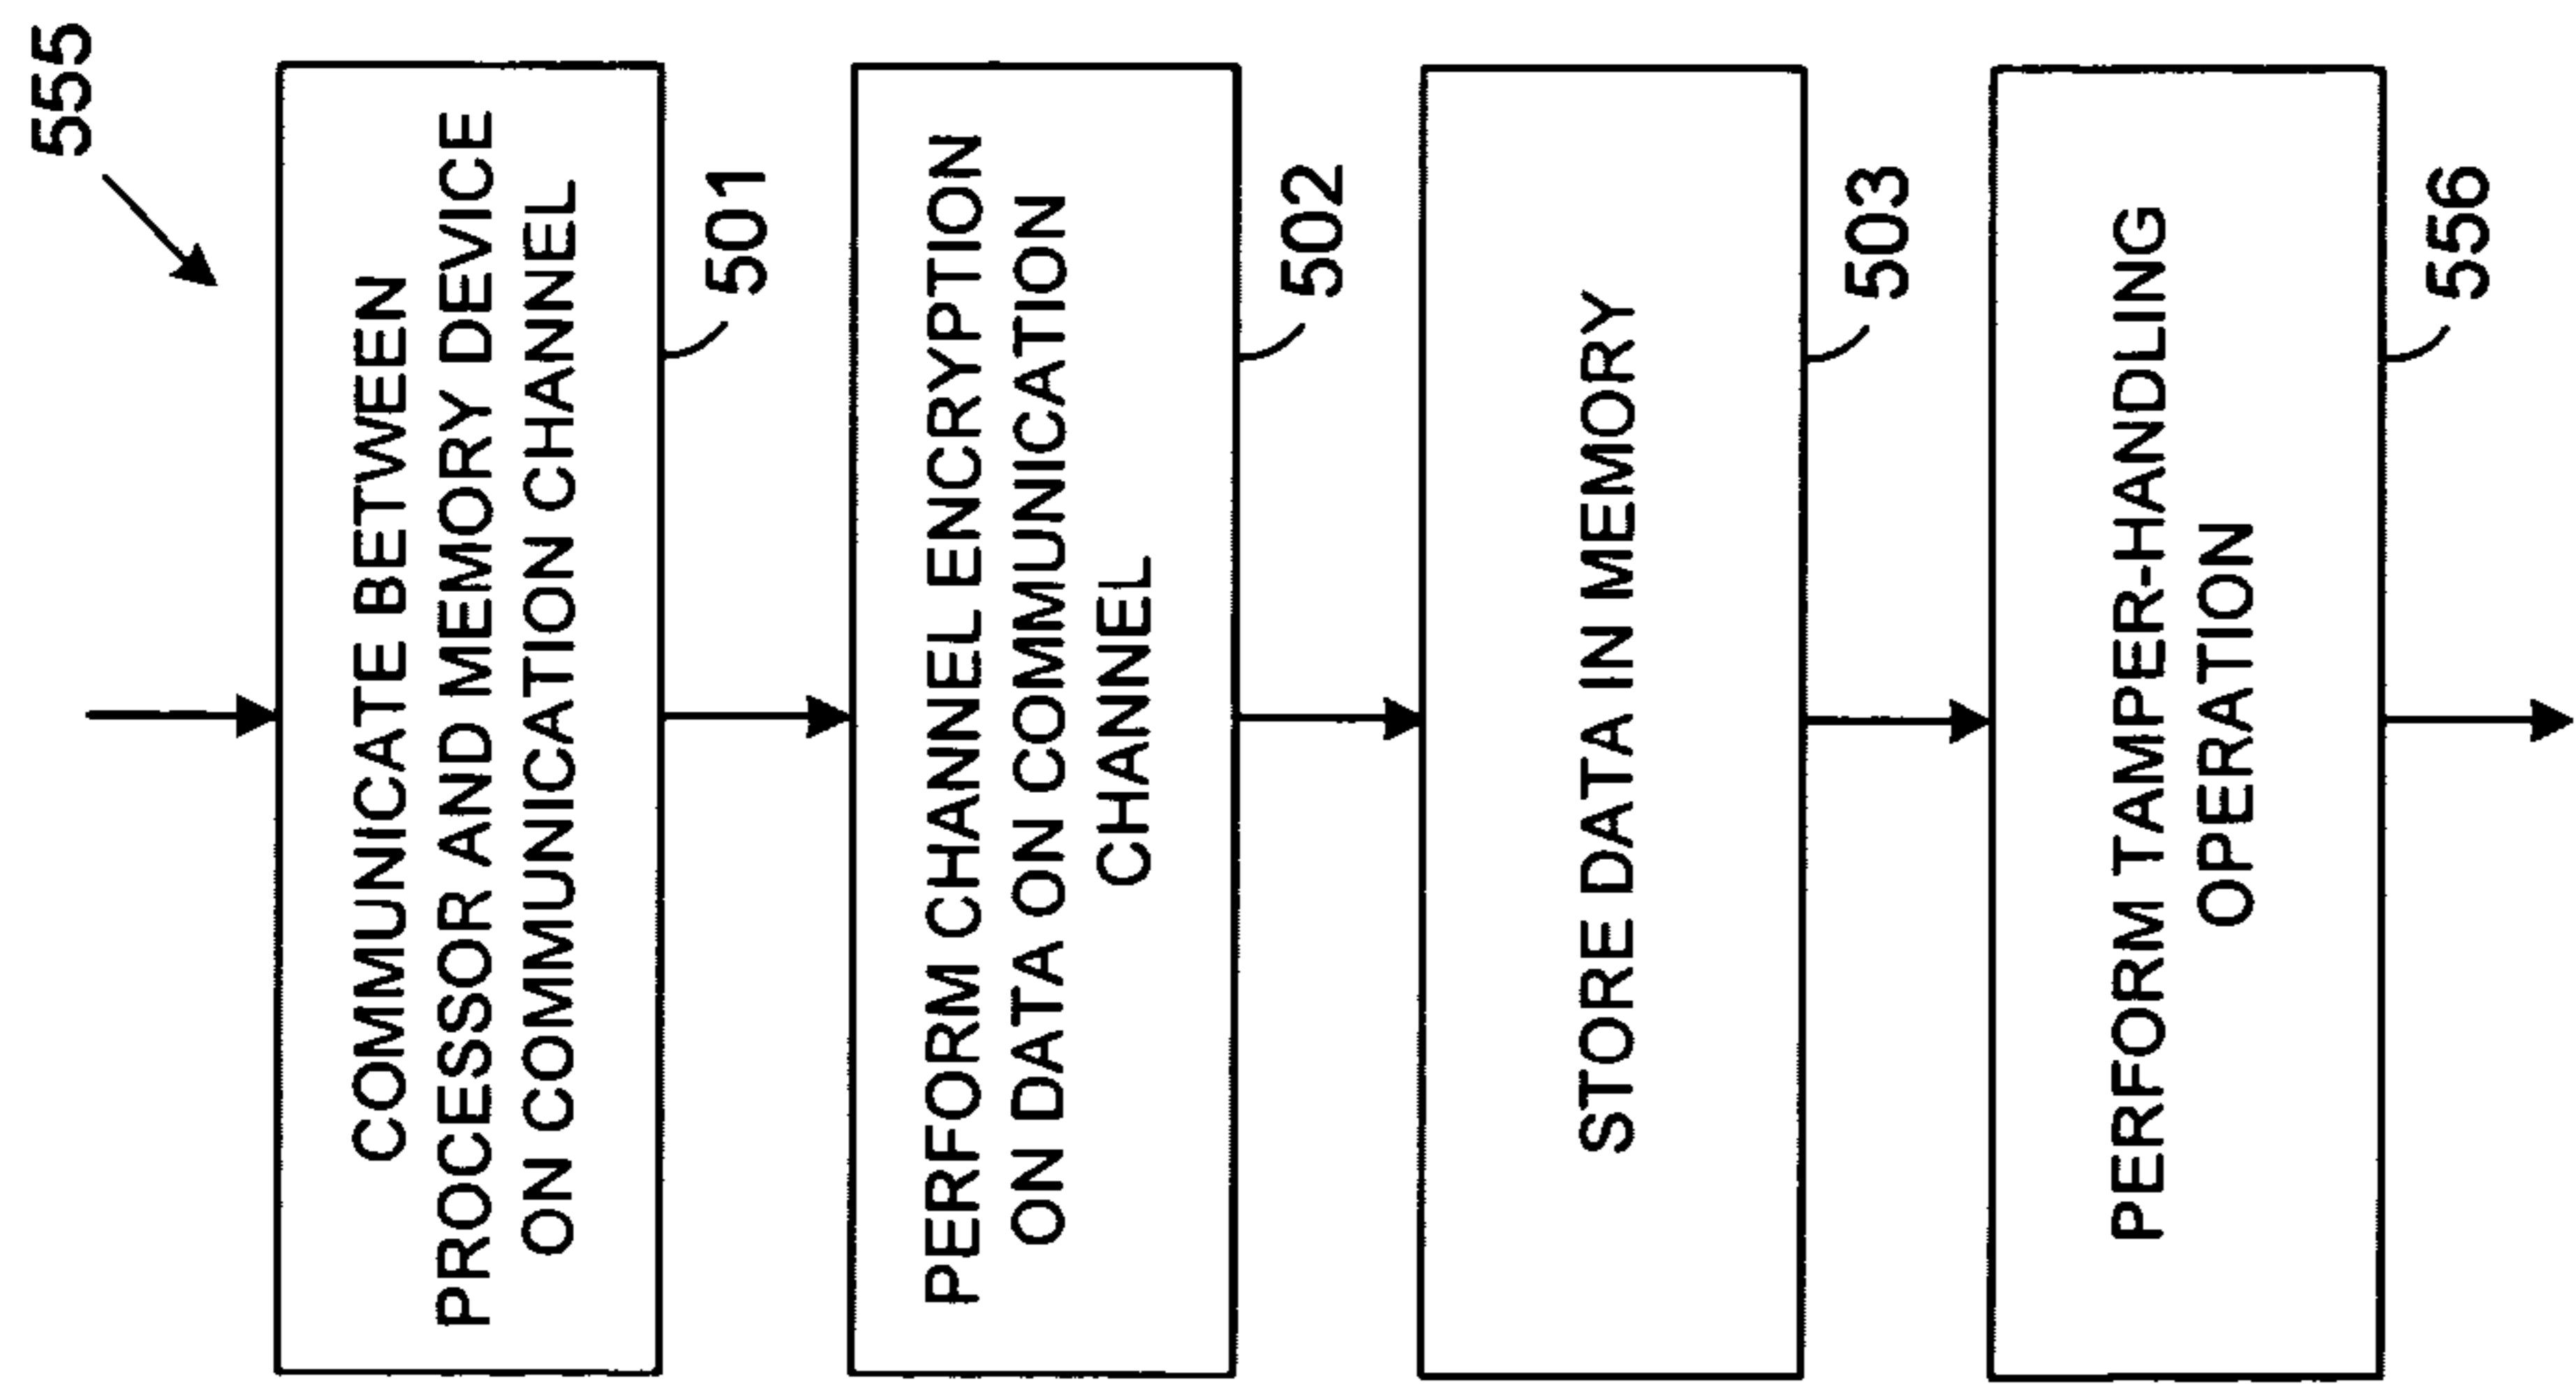 555
COMMUNICATE BETWEEN
PROCESSOR AND MEMORY DEVICE
ON COMMUNICATION CHANNEL
501
PERFORM CHANNEL ENCRYPTION
ON DATA ON COMMUNICATION
CHANNEL
502
STORE DATA IN MEMORY
503
PERFORM TAMPER-HANDLING
OPERATION
556